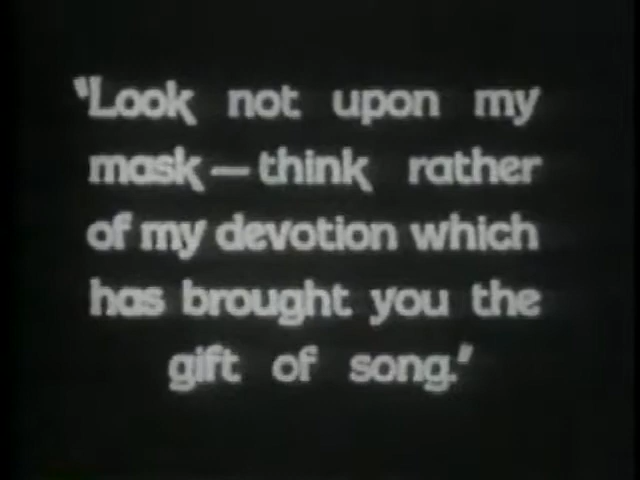 "Look not upon my
mask—think rather
of my devotion which
has brought you the
gift of song."